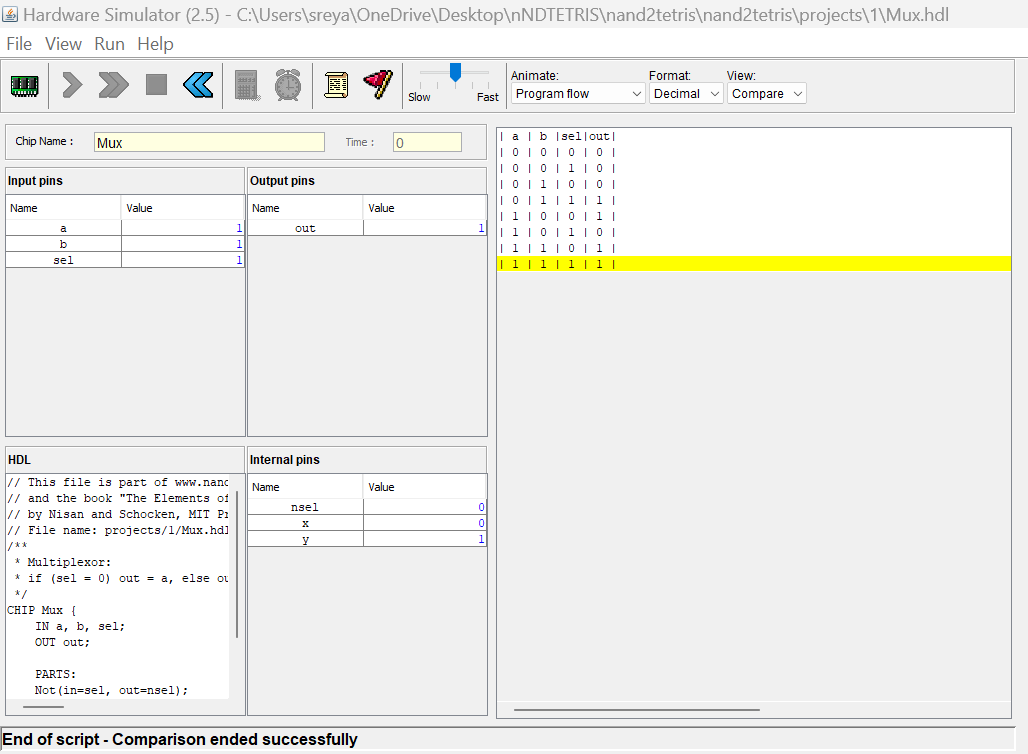 Hardware Simulator (2.5) - C:\Users\sreya\OneDrive\Desktop\nNDTETRIS\nand2tetris\nand2tetris\projects\1\Mux.hdl
File View Run Help
Slow Fast
Animate: Format: View:
Program flow Decimal Compare
Chip Name : Mux Time : 0
Input pins
Name Value
a 1
b 1
sel 1
Output pins
Name Value
out 1
| a | b |sel|out|
| 0 | 0 | 0 | 0 |
| 0 | 0 | 1 | 0 |
| 0 | 1 | 0 | 0 |
| 0 | 1 | 1 | 1 |
| 1 | 0 | 0 | 1 |
| 1 | 0 | 1 | 0 |
| 1 | 1 | 0 | 1 |
| 1 | 1 | 1 | 1 |
HDL
// This file is part of www.nand
// and the book "The Elements of
// by Nisan and Schocken, MIT Pr
// File name: projects/1/Mux.hdl
/**
* Multiplexor:
* if (sel = 0) out = a, else ou
*/
CHIP Mux {
IN a, b, sel;
OUT out;
PARTS:
Not(in=sel, out=nsel);
Internal pins
Name Value
nsel 0
x 0
y 1
End of script - Comparison ended successfully